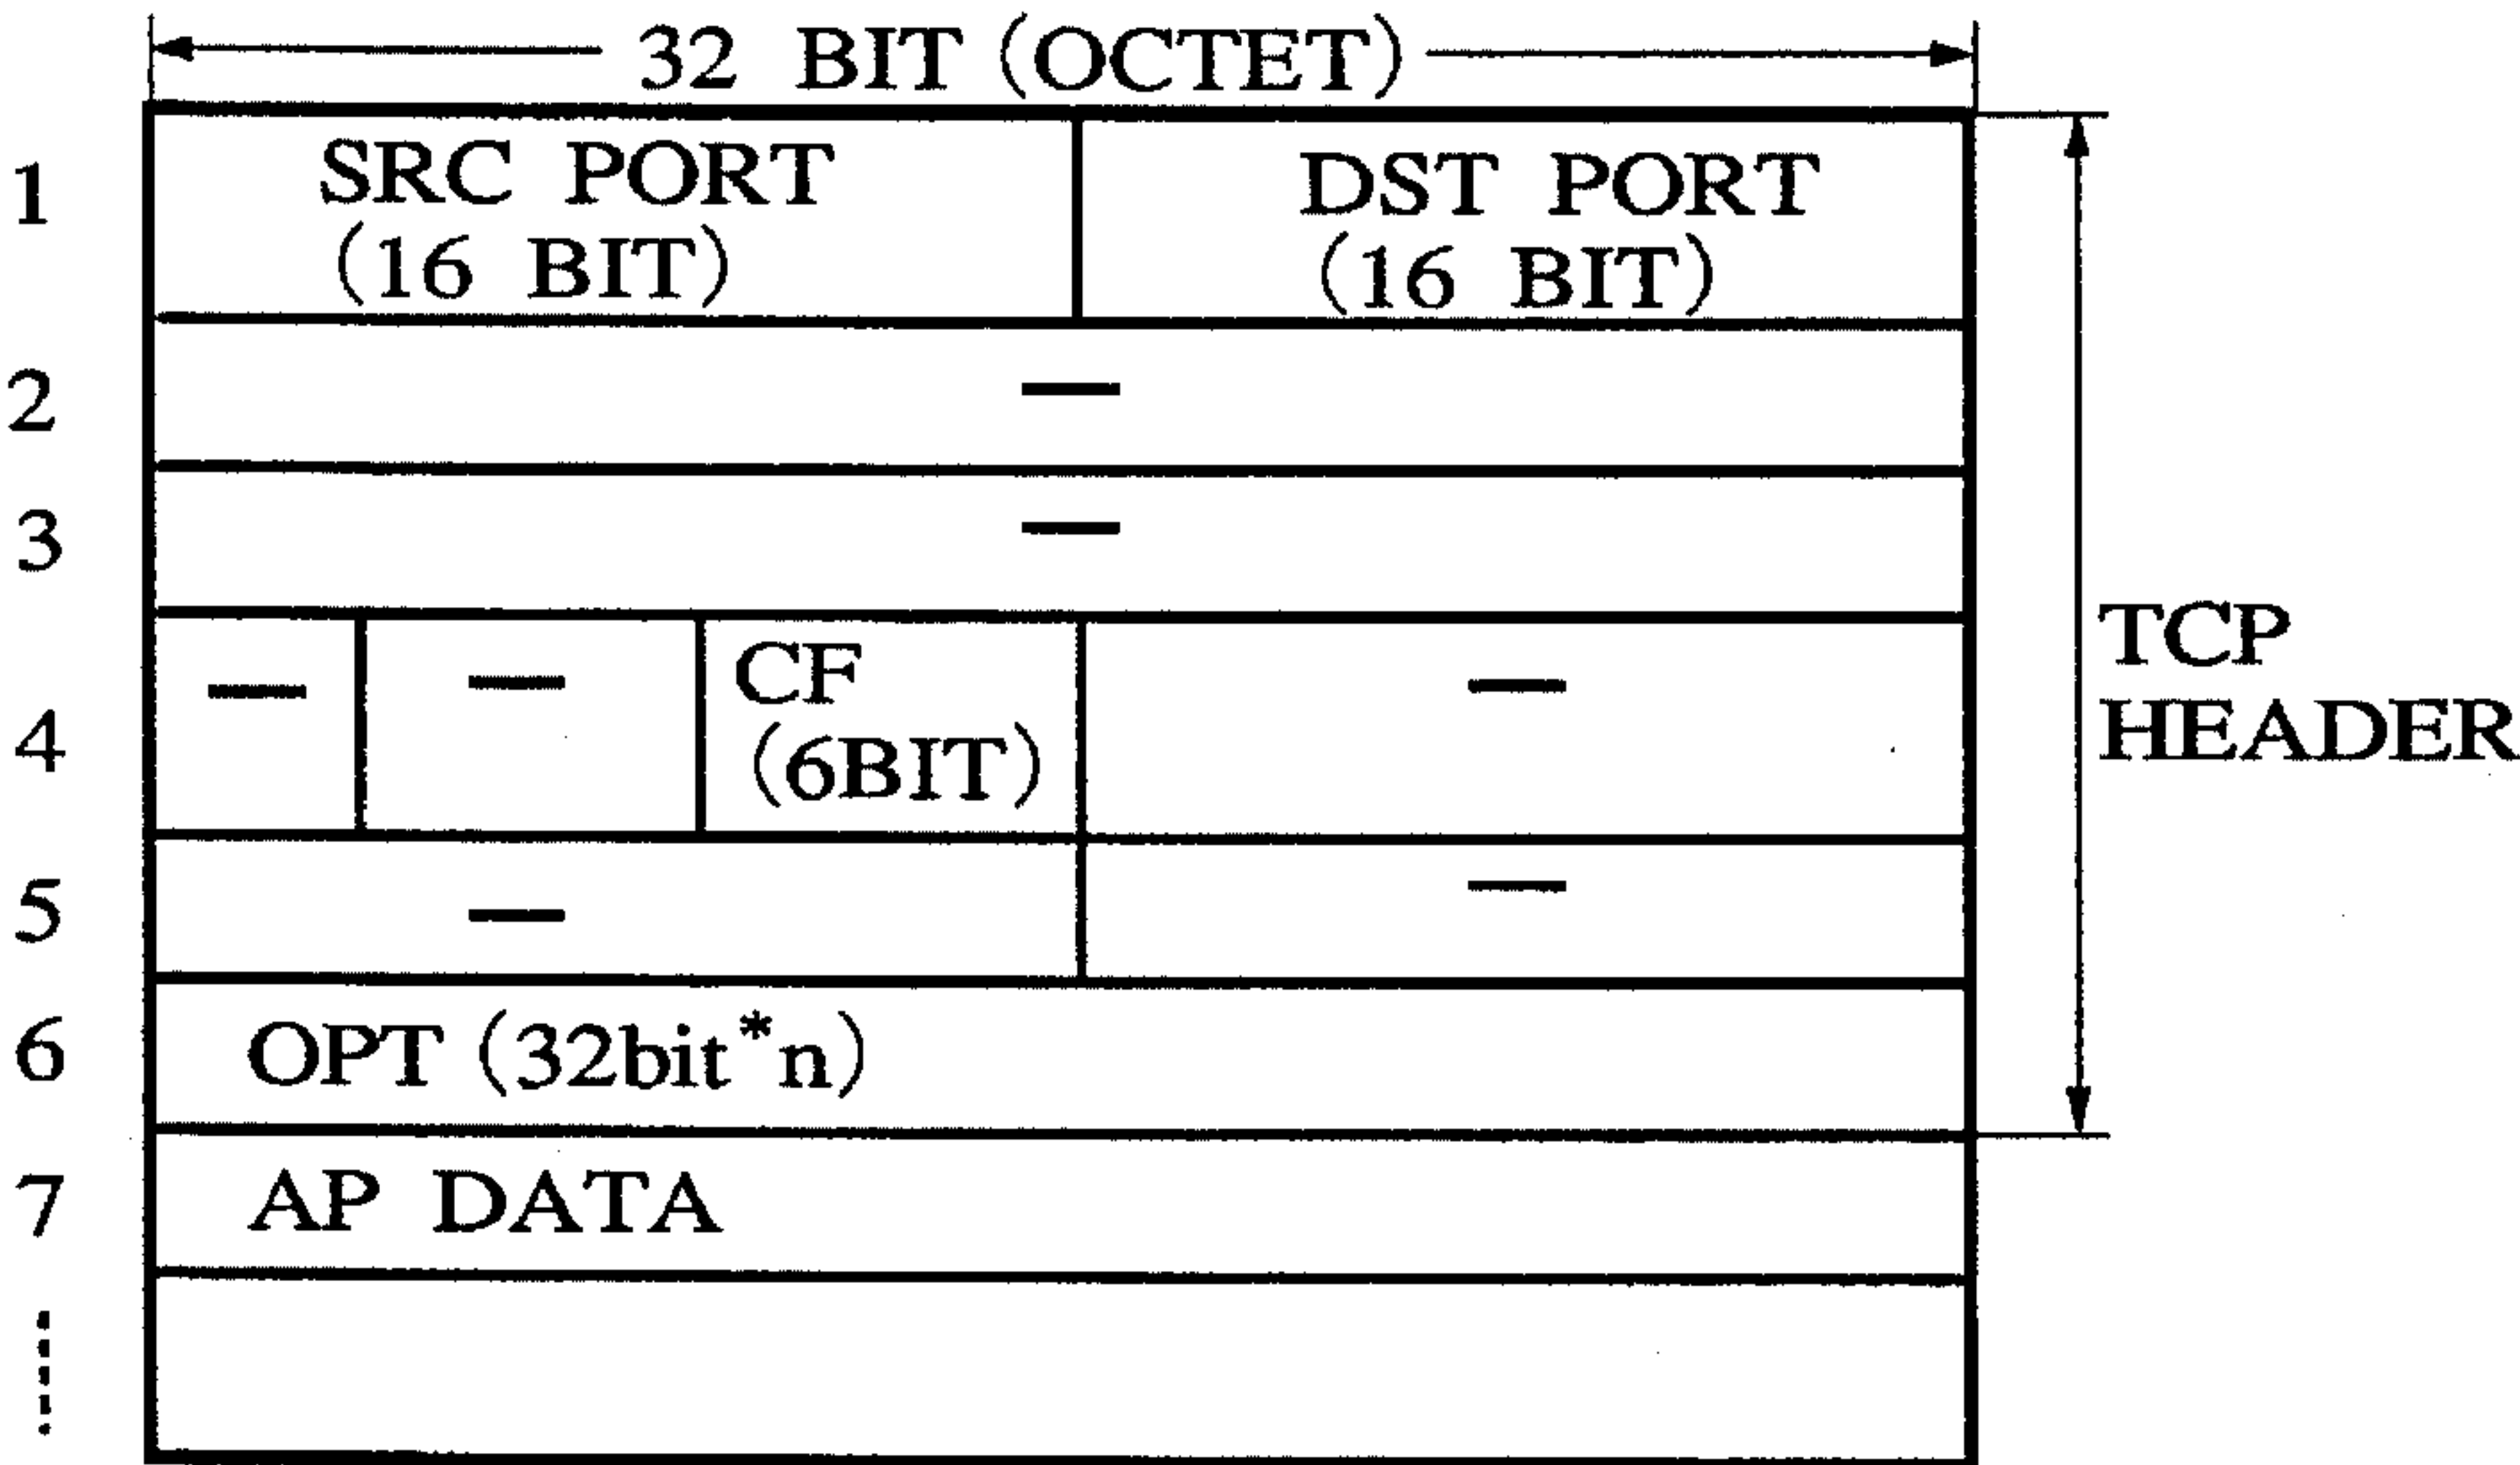 32 BIT (OCTET)
1
SRC PORT
(16 BIT)
DST PORT
(16 BIT)
2
—
3
—
4
—
—
CF
(6BIT)
—
TCP
HEADER
5
—
—
6
OPT (32bit*n)
7
AP DATA